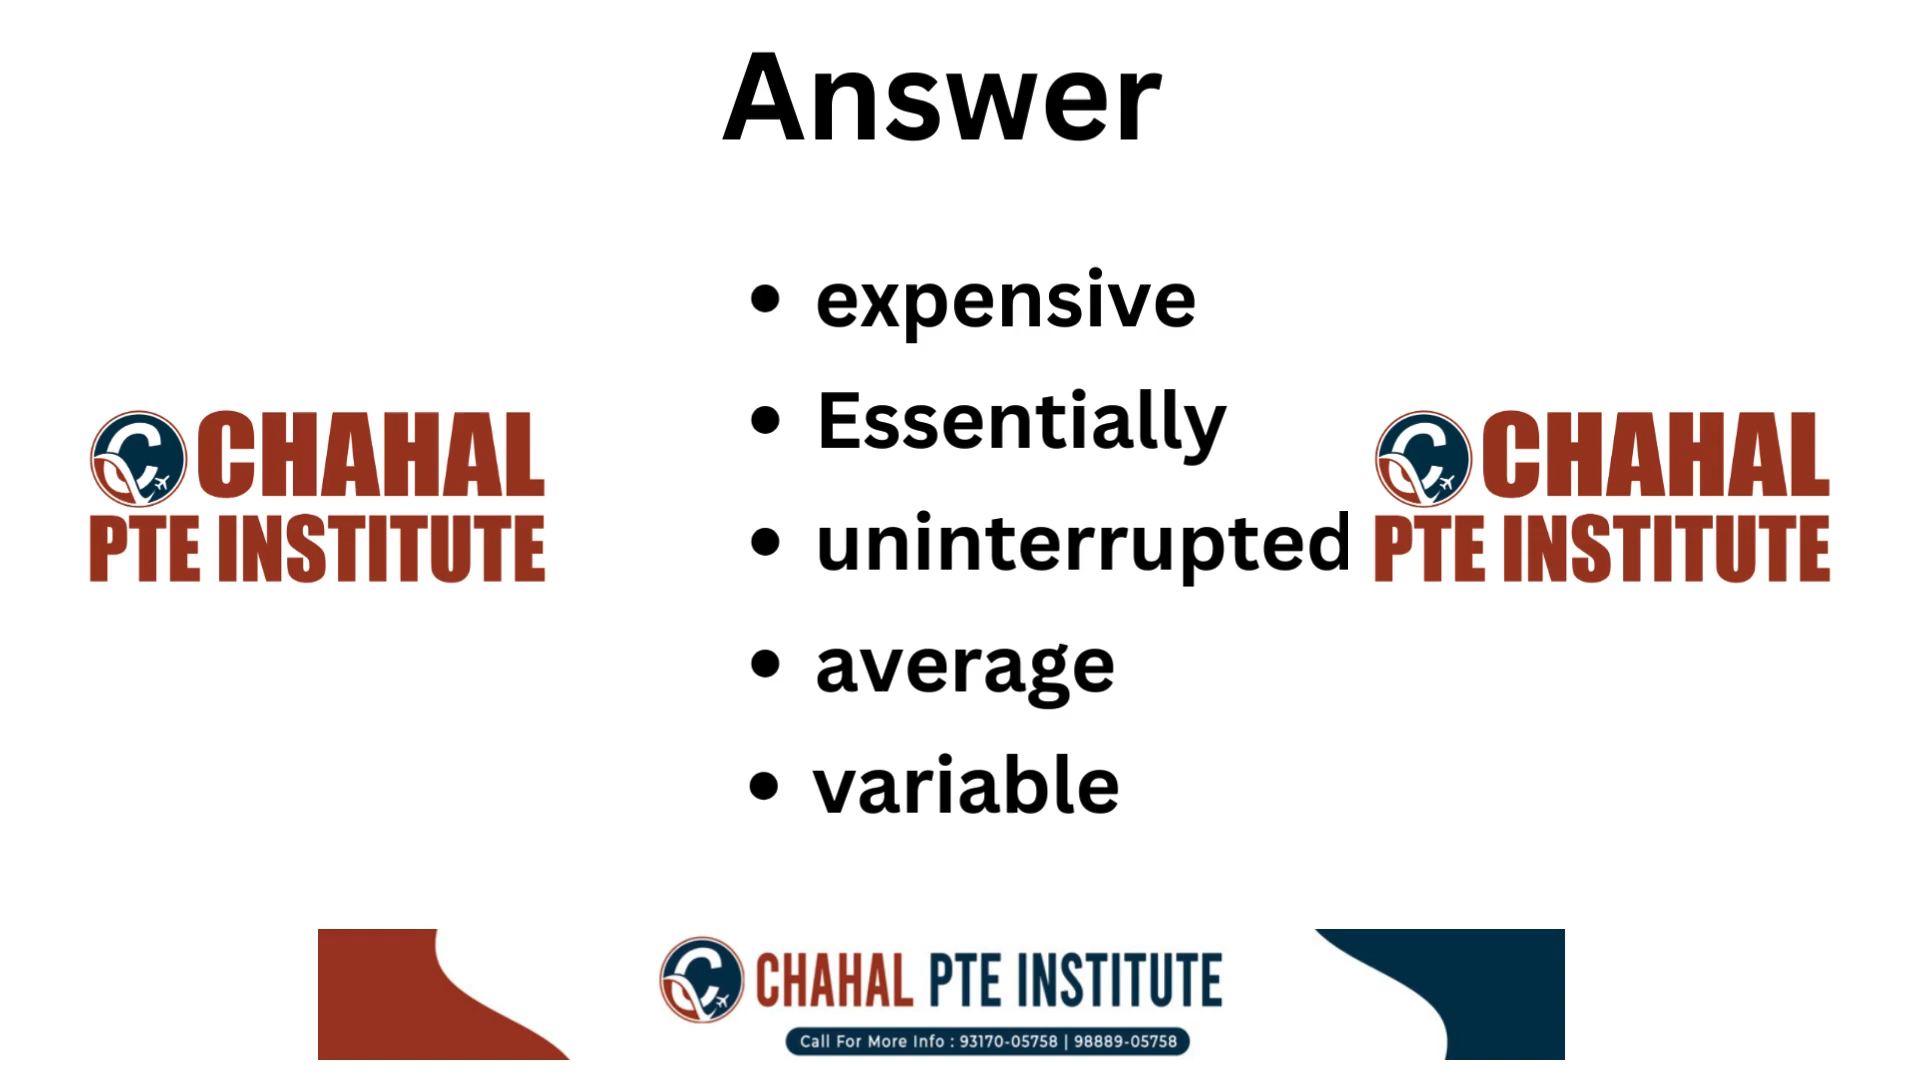 Answer
• expensive
• Essentially
• uninterrupted
• average
• variable
CHAHAL
PTE INSTITUTE
CHAHAL
PTE INSTITUTE
CHAHAL PTE INSTITUTE
Call For More Info : 93170-05758 | 98889-05758